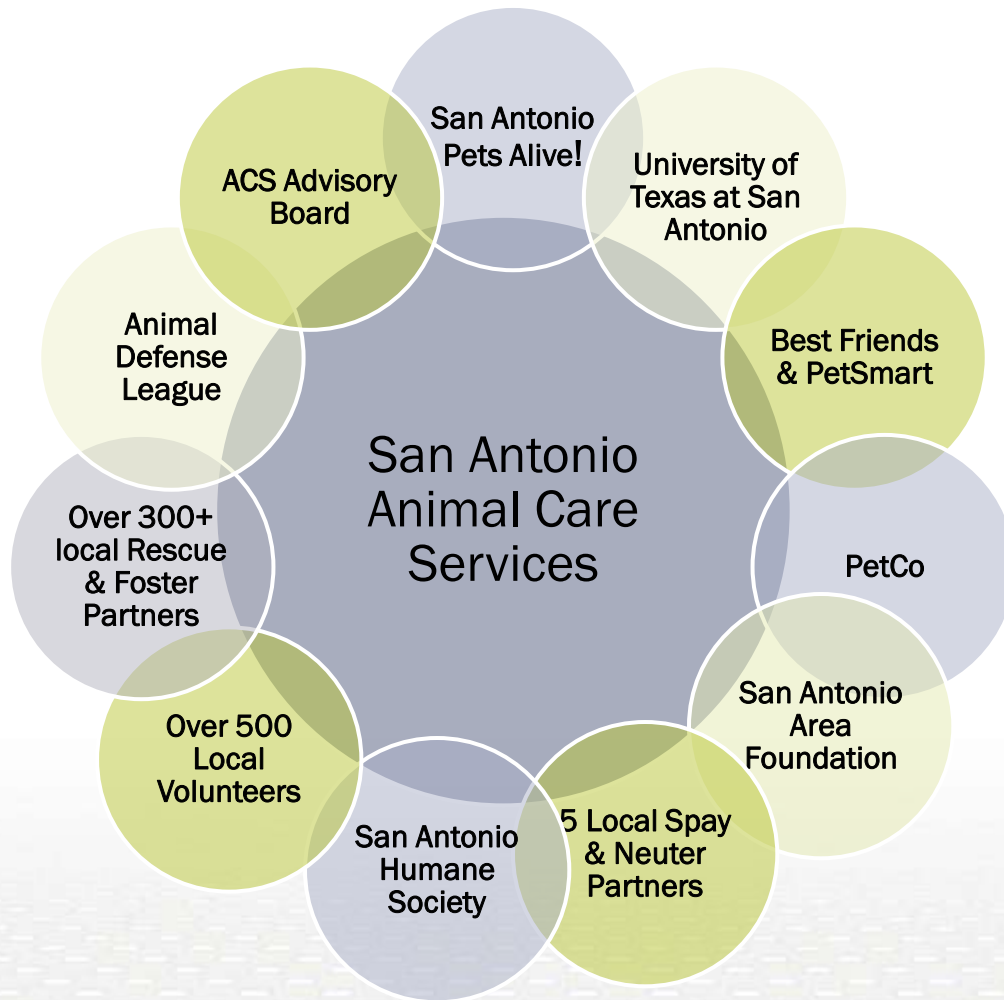 San Antonio
Pets Alive!
University of
Texas at San
Antonio
Best Friends
& PetSmart
PetCo
San Antonio
Area
Foundation
5 Local Spay
& Neuter
Partners
San Antonio
Humane
Society
Over 500
Local
Volunteers
Over 300+
local Rescue
& Foster
Partners
Animal
Defense
League
ACS Advisory
Board
San Antonio
Animal Care
Services